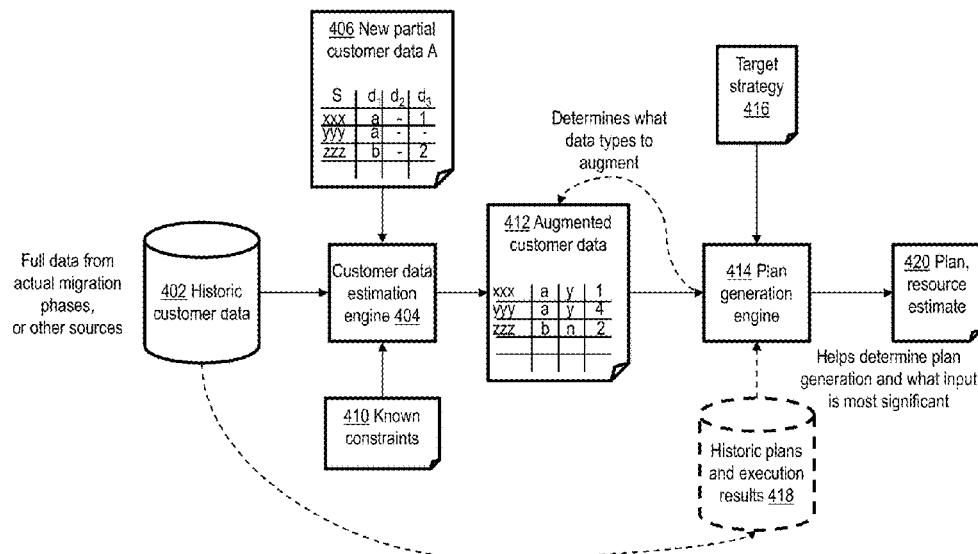 406 New partial
customer data A
S d1 d2 d3
xxx a - 1
yyy a - -
zzz b - 2
Target
strategy
416
Determines what
data types to
augment
Full data from
actual migration
phases,
or other sources
402 Historic
customer data
Customer data
estimation
engine 404
412 Augmented
customer data
xxx a y 1
yyy a y 4
zzz b n 2
414 Plan
generation
engine
420 Plan,
resource
estimate
410 Known
constraints
Helps determine plan
generation and what input
is most significant
Historic plans
and execution
results 418